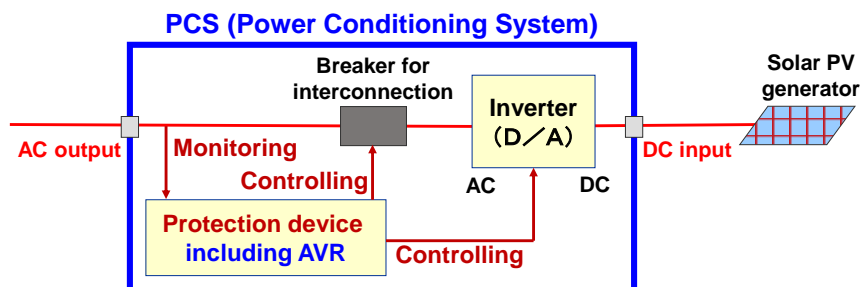 PCS (Power Conditioning System)
Breaker for
interconnection
Solar PV
generator
Inverter
（D／A）
AC output
Monitoring
Controlling
AC
DC
DC input
Protection device
including AVR
Controlling